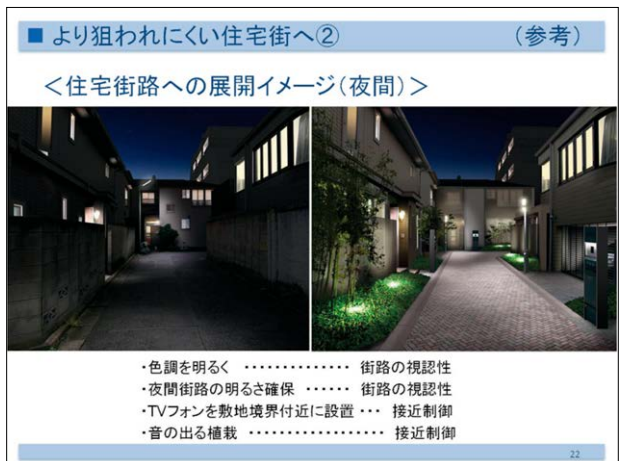 ■ より狙われにくい住宅街へ② （参考）
＜住宅街路への展開イメージ（夜間）＞
・色調を明るく ・・・・・・・・・・・・・・ 街路の視認性
・夜間街路の明るさ確保 ・・・・・・ 街路の視認性
・TVフォンを敷地境界付近に設置 ・・・ 接近制御
・音の出る植栽 ・・・・・・・・・・・・・・・・・・ 接近制御
22